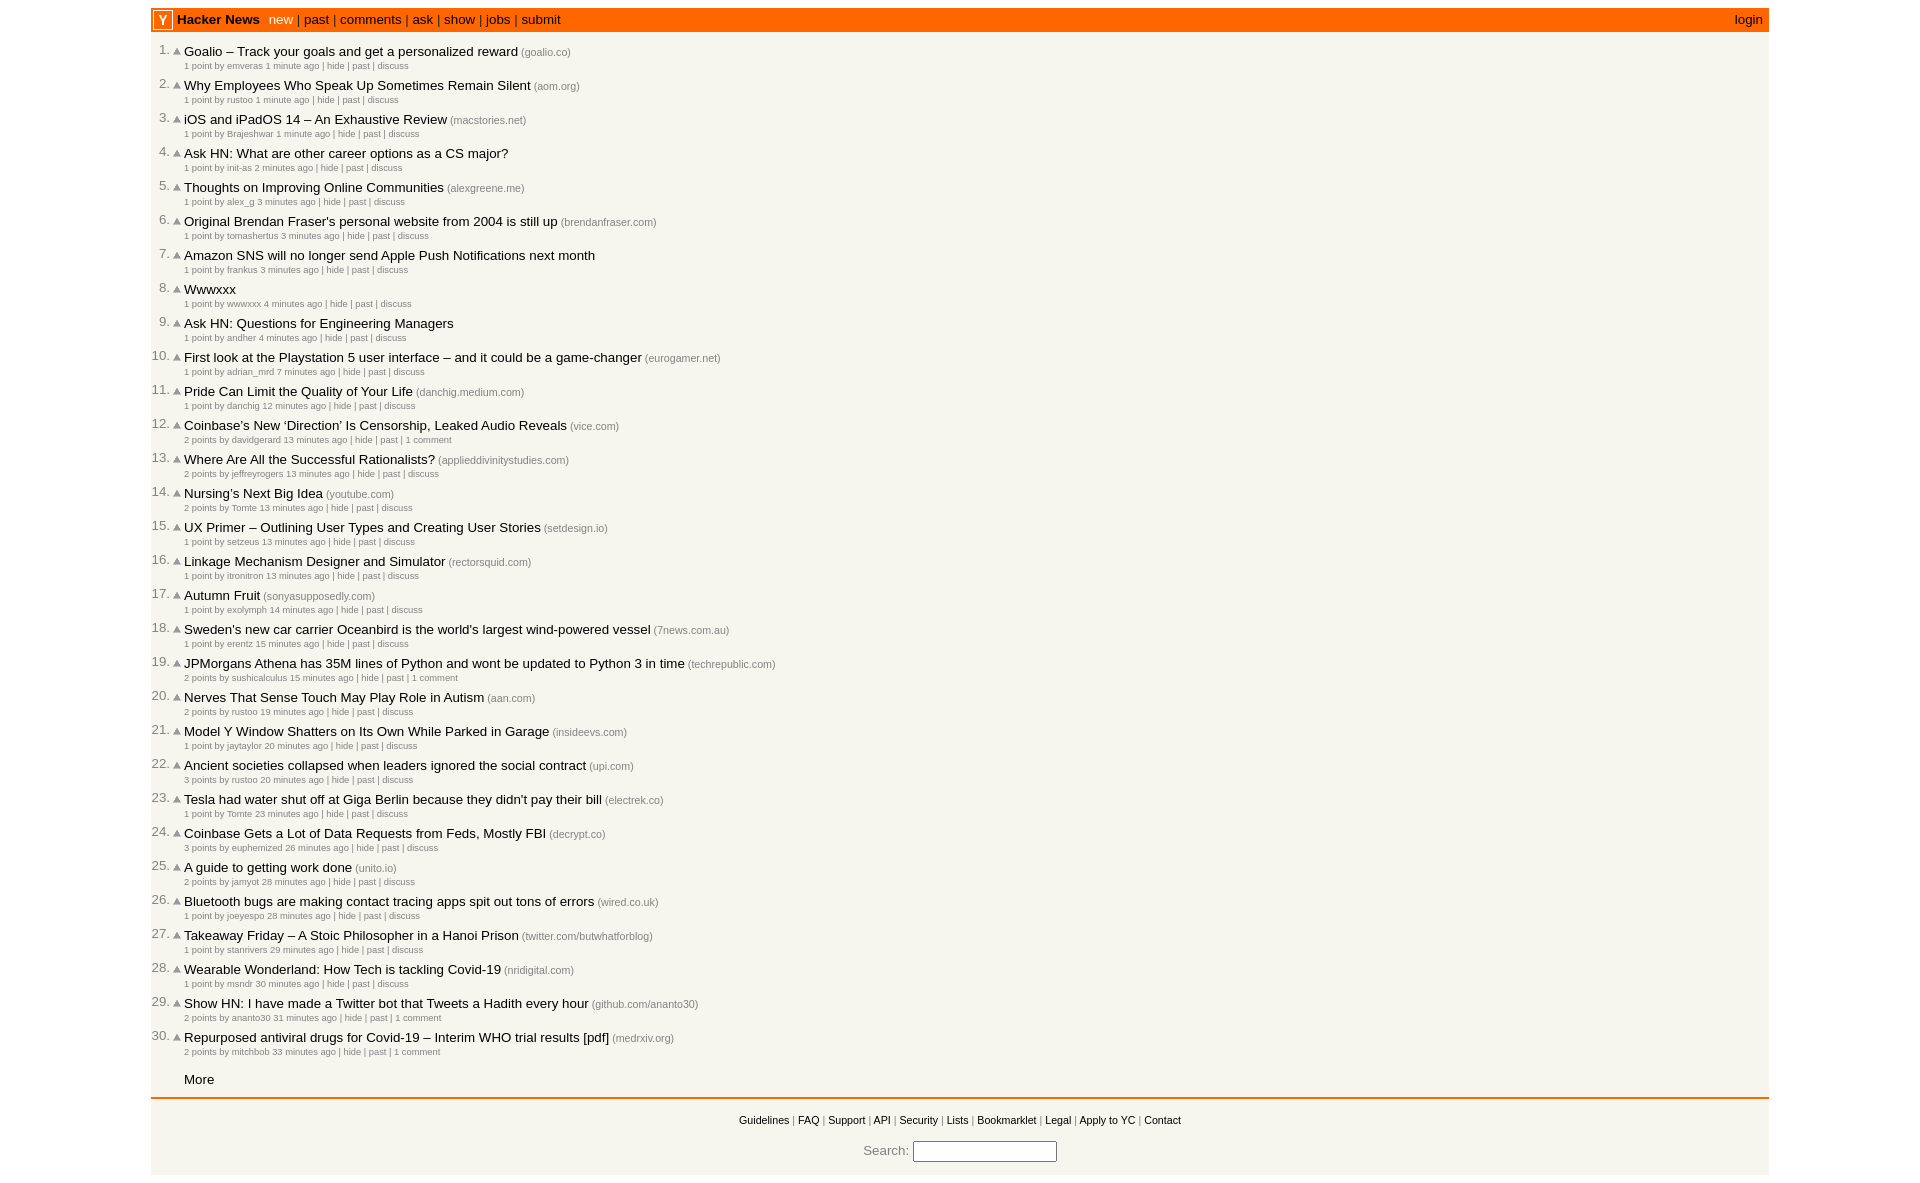 Y Hacker News new | past | comments | ask | show | jobs | submit login
1. Goalio – Track your goals and get a personalized reward (goalio.co)
1 point by emveras 1 minute ago | hide | past | discuss
2. Why Employees Who Speak Up Sometimes Remain Silent (aom.org)
1 point by rustoo 1 minute ago | hide | past | discuss
3. iOS and iPadOS 14 – An Exhaustive Review (macstories.net)
1 point by Brajeshwar 1 minute ago | hide | past | discuss
4. Ask HN: What are other career options as a CS major?
1 point by init-as 2 minutes ago | hide | past | discuss
5. Thoughts on Improving Online Communities (alexgreene.me)
1 point by alex_g 3 minutes ago | hide | past | discuss
6. Original Brendan Fraser's personal website from 2004 is still up (brendanfraser.com)
1 point by tomashertus 3 minutes ago | hide | past | discuss
7. Amazon SNS will no longer send Apple Push Notifications next month
1 point by frankus 3 minutes ago | hide | past | discuss
8. Wwwxxx
1 point by wwwxxx 4 minutes ago | hide | past | discuss
9. Ask HN: Questions for Engineering Managers
1 point by andher 4 minutes ago | hide | past | discuss
10. First look at the Playstation 5 user interface – and it could be a game-changer (eurogamer.net)
1 point by adrian_mrd 7 minutes ago | hide | past | discuss
11. Pride Can Limit the Quality of Your Life (danchig.medium.com)
1 point by danchig 12 minutes ago | hide | past | discuss
12. Coinbase’s New ‘Direction’ Is Censorship, Leaked Audio Reveals (vice.com)
2 points by davidgerard 13 minutes ago | hide | past | 1 comment
13. Where Are All the Successful Rationalists? (applieddivinitystudies.com)
2 points by jeffreyrogers 13 minutes ago | hide | past | discuss
14. Nursing’s Next Big Idea (youtube.com)
2 points by Tomte 13 minutes ago | hide | past | discuss
15. UX Primer – Outlining User Types and Creating User Stories (setdesign.io)
1 point by setzeus 13 minutes ago | hide | past | discuss
16. Linkage Mechanism Designer and Simulator (rectorsquid.com)
1 point by itronitron 13 minutes ago | hide | past | discuss
17. Autumn Fruit (sonyasupposedly.com)
1 point by exolymph 14 minutes ago | hide | past | discuss
18. Sweden's new car carrier Oceanbird is the world's largest wind-powered vessel (7news.com.au)
1 point by erentz 15 minutes ago | hide | past | discuss
19. JPMorgans Athena has 35M lines of Python and wont be updated to Python 3 in time (techrepublic.com)
2 points by sushicalculus 15 minutes ago | hide | past | 1 comment
20. Nerves That Sense Touch May Play Role in Autism (aan.com)
2 points by rustoo 19 minutes ago | hide | past | discuss
21. Model Y Window Shatters on Its Own While Parked in Garage (insideevs.com)
1 point by jaytaylor 20 minutes ago | hide | past | discuss
22. Ancient societies collapsed when leaders ignored the social contract (upi.com)
3 points by rustoo 20 minutes ago | hide | past | discuss
23. Tesla had water shut off at Giga Berlin because they didn't pay their bill (electrek.co)
1 point by Tomte 23 minutes ago | hide | past | discuss
24. Coinbase Gets a Lot of Data Requests from Feds, Mostly FBI (decrypt.co)
3 points by euphemized 26 minutes ago | hide | past | discuss
25. A guide to getting work done (unito.io)
2 points by jamyot 28 minutes ago | hide | past | discuss
26. Bluetooth bugs are making contact tracing apps spit out tons of errors (wired.co.uk)
1 point by joeyespo 28 minutes ago | hide | past | discuss
27. Takeaway Friday – A Stoic Philosopher in a Hanoi Prison (twitter.com/butwhatforblog)
1 point by stanrivers 29 minutes ago | hide | past | discuss
28. Wearable Wonderland: How Tech is tackling Covid-19 (nridigital.com)
1 point by msndr 30 minutes ago | hide | past | discuss
29. Show HN: I have made a Twitter bot that Tweets a Hadith every hour (github.com/ananto30)
2 points by ananto30 31 minutes ago | hide | past | 1 comment
30. Repurposed antiviral drugs for Covid-19 – Interim WHO trial results [pdf] (medrxiv.org)
2 points by mitchbob 33 minutes ago | hide | past | 1 comment
More
Guidelines | FAQ | Support | API | Security | Lists | Bookmarklet | Legal | Apply to YC | Contact
Search: